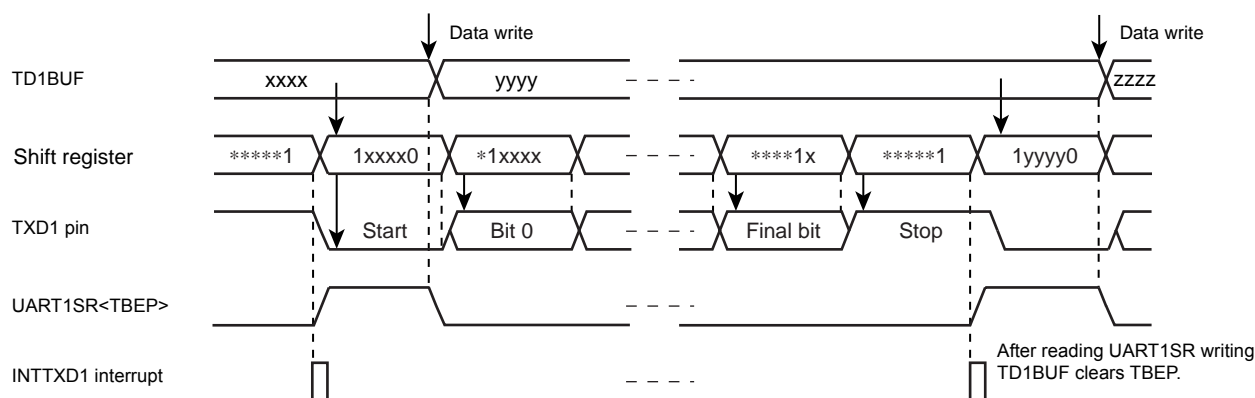 Data write
Data write
TD1BUF
xxxx
yyyy
zzzz
Shift register
*****1
1xxxx0
*1xxxx
****1x
*****1
1yyyy0
TXD1 pin
Start
Bit 0
Final bit
Stop
UART1SR<TBEP>
INTTXD1 interrupt
After reading UART1SR writing
TD1BUF clears TBEP.